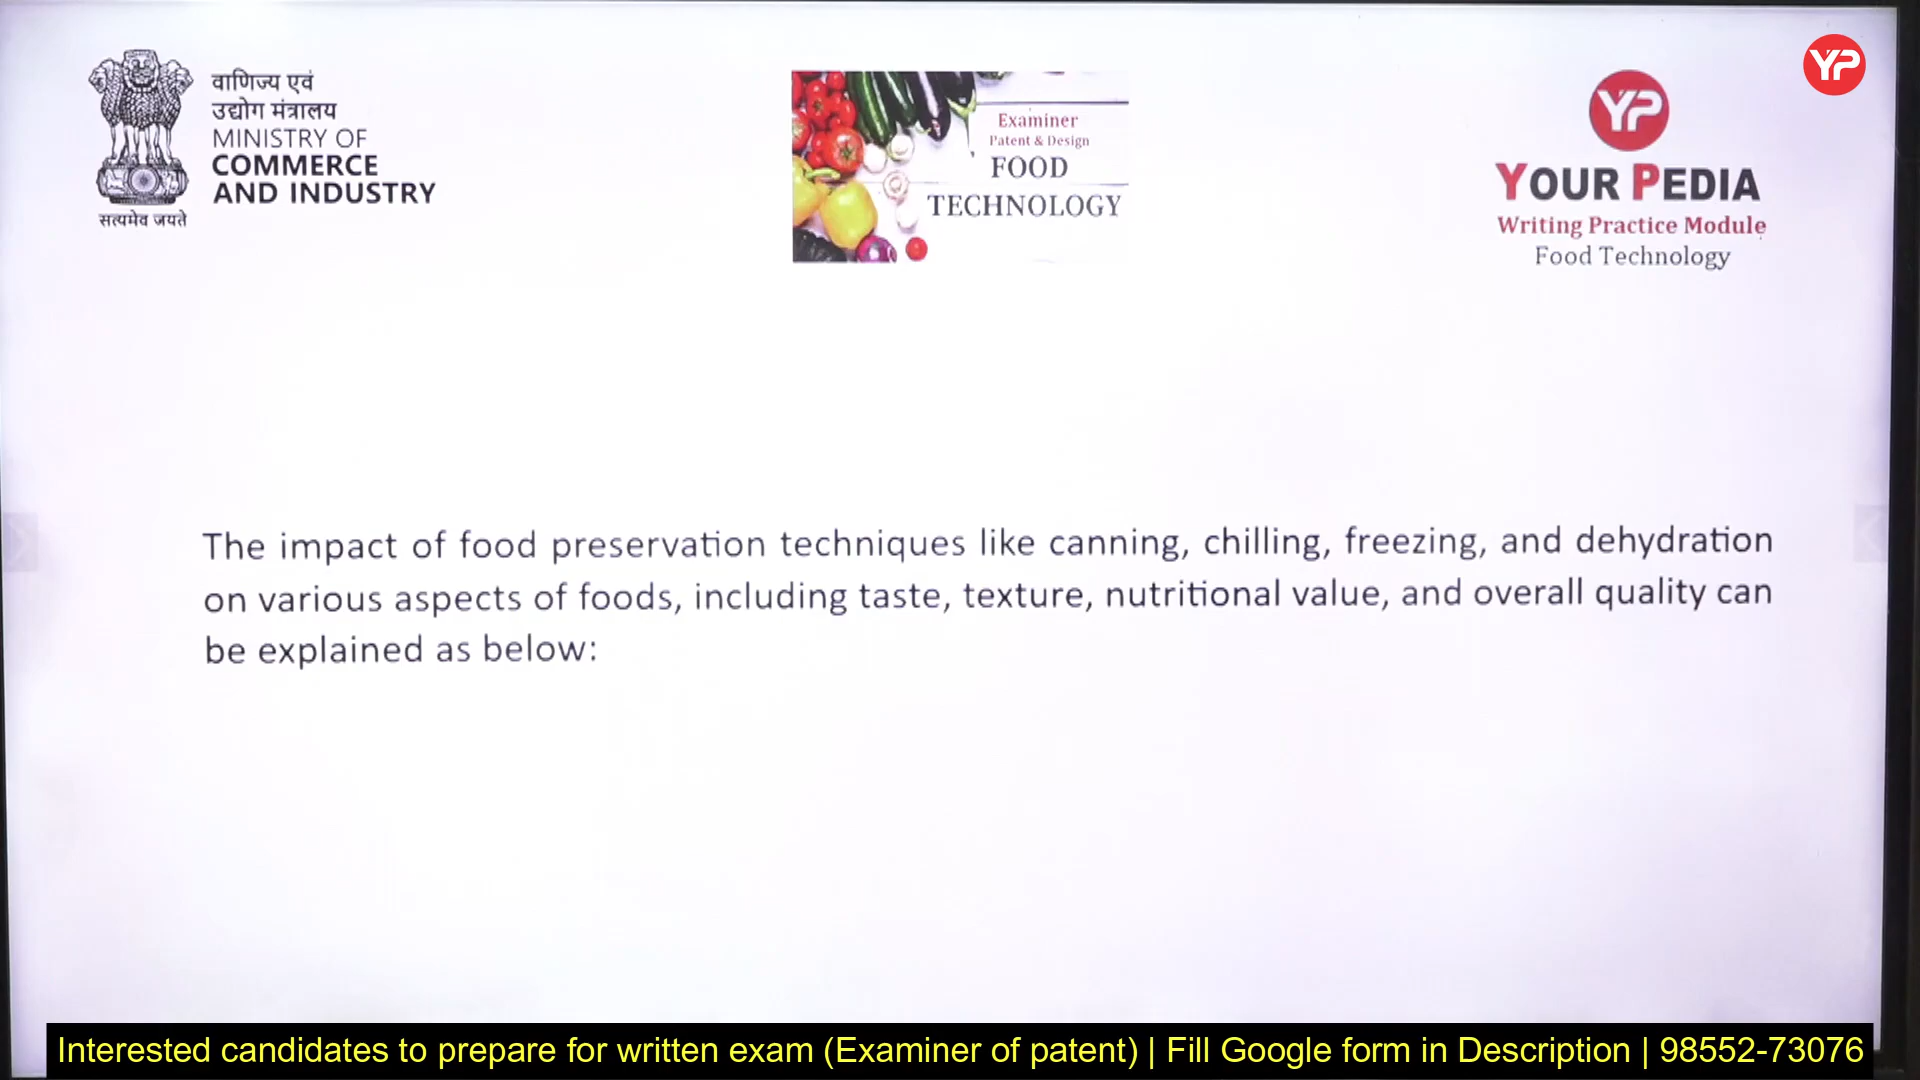 वाणिज्य एवं
उद्योग मंत्रालय
MINISTRY OF
COMMERCE
AND INDUSTRY
सत्यमेव जयते
Examiner
Patent & Design
FOOD
TECHNOLOGY
YP
YOUR PEDIA
Writing Practice Module
Food Technology
YP
The impact of food preservation techniques like canning, chilling, freezing, and dehydration
on various aspects of foods, including taste, texture, nutritional value, and overall quality can
be explained as below:
Interested candidates to prepare for written exam (Examiner of patent) | Fill Google form in Description | 98552-73076